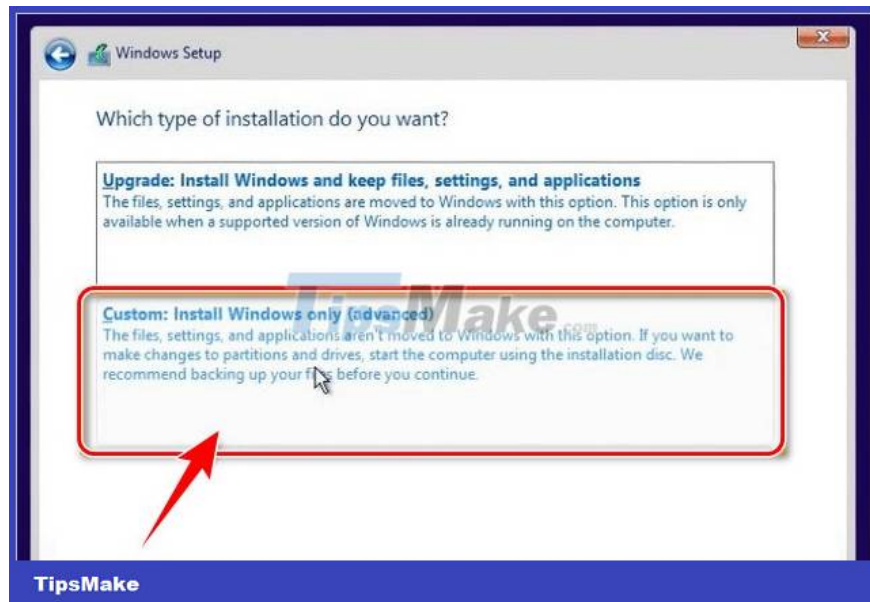 Windows Setup
Which type of installation do you want?
Upgrade: Install Windows and keep files, settings, and applications
The files, settings, and applications are moved to Windows with this option. This option is only
available when a supported version of Windows is already running on the computer.
Custom: Install Windows only (advanced)
The files, settings, and applications aren't moved to Windows with this option. If you want to
make changes to partitions and drives, start the computer using the installation disc. We
recommend backing up your files before you continue.
TipsMake.com
TipsMake